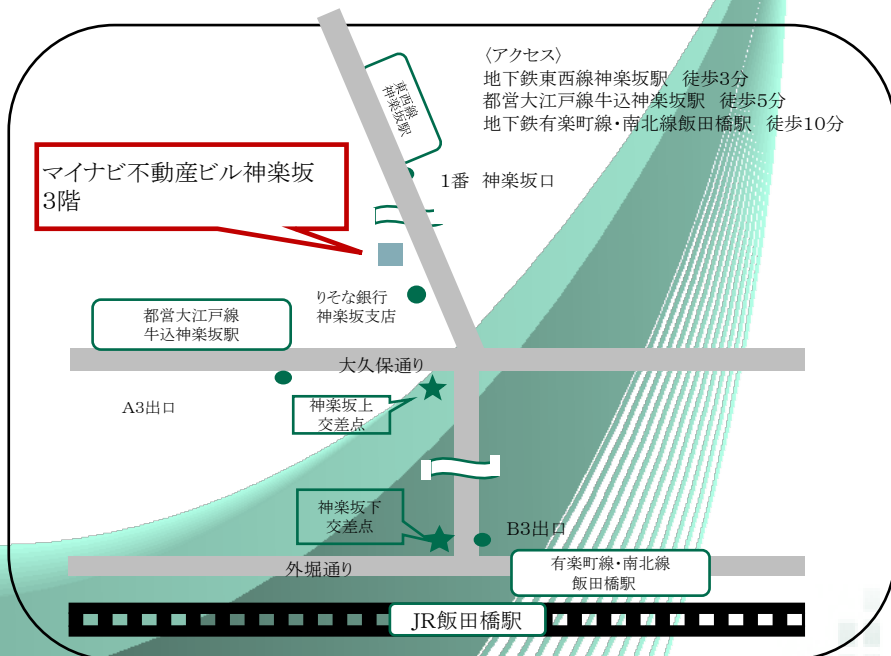 〈アクセス〉
地下鉄東西線神楽坂駅 徒歩3分
都営大江戸線牛込神楽坂駅 徒歩5分
地下鉄有楽町線・南北線飯田橋駅 徒歩10分
東西線
神楽坂駅
1番 神楽坂口
マイナビ不動産ビル神楽坂
3階
りそな銀行
神楽坂支店
都営大江戸線
牛込神楽坂駅
大久保通り
A3出口
神楽坂上
交差点
神楽坂下
交差点
B3出口
外堀通り
有楽町線・南北線
飯田橋駅
JR飯田橋駅